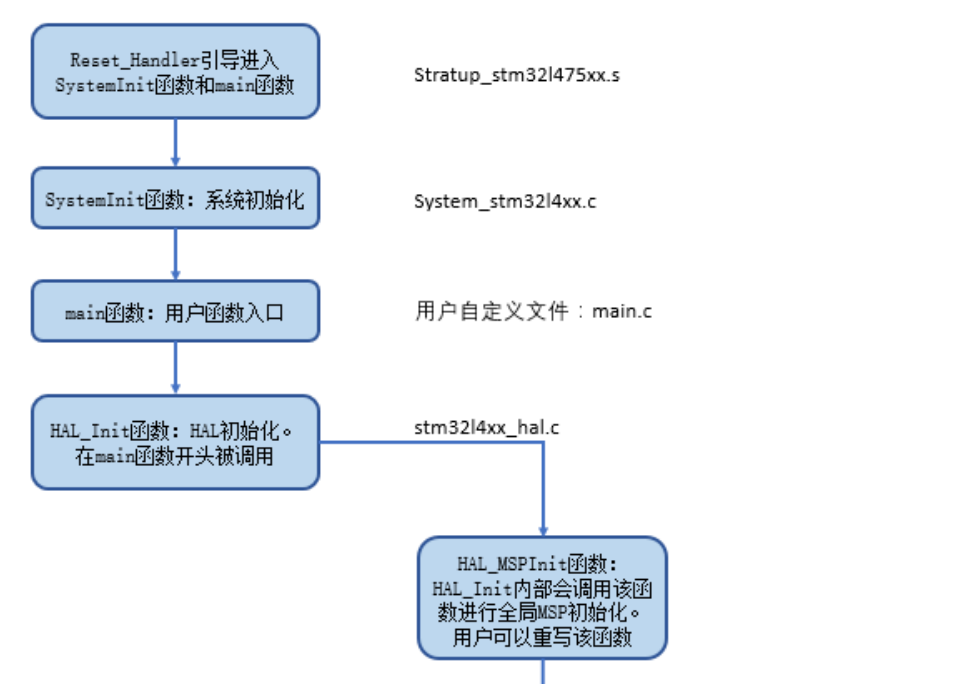 Reset_Handler引导进入
SystemInit函数和main函数
Stratup_stm32l475xx.s
SystemInit函数：系统初始化
System_stm32l4xx.c
main函数：用户函数入口
用户自定义文件：main.c
HAL_Init函数：HAL初始化。
在main函数开头被调用
stm32l4xx_hal.c
HAL_MSPInit函数：
HAL_Init内部会调用该函
数进行全局MSP初始化。
用户可以重写该函数